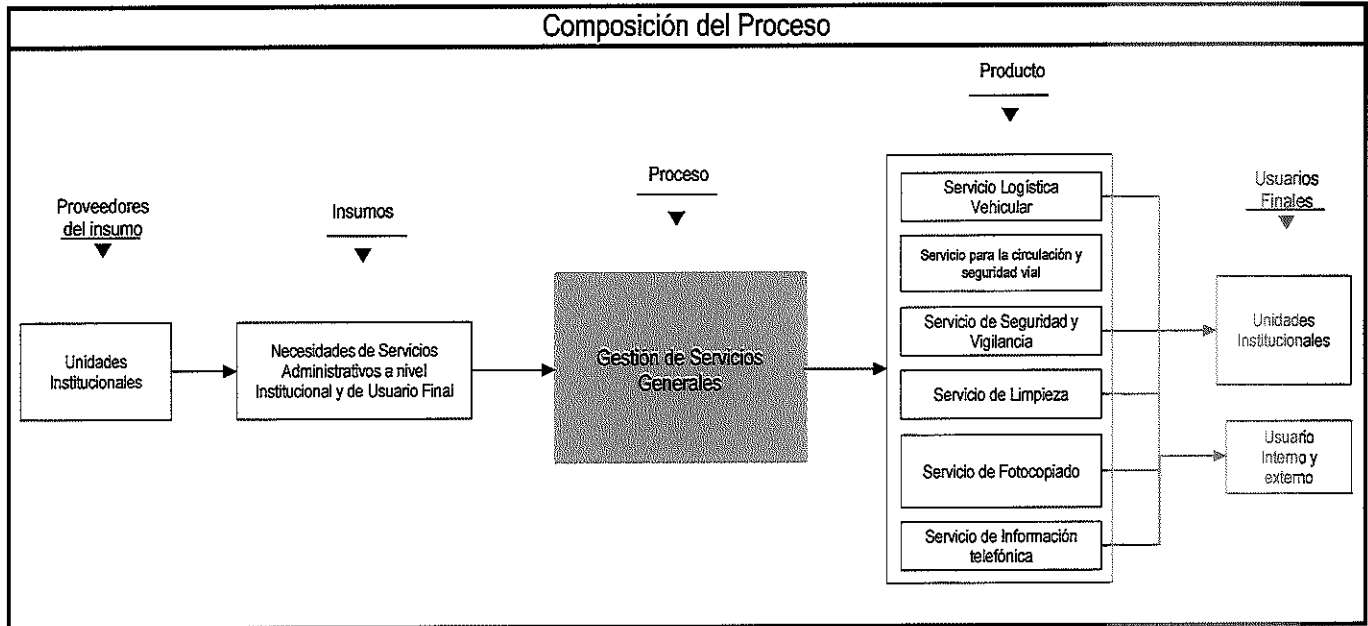 Composición del Proceso
Proveedores
del insumo
Insumos
Proceso
Producto
Usuarios
Finales
Unidades
Institucionales
Necesidades de Servicios
Administrativos a nivel
Institucional y de Usuario Final
Gestión de Servicios
Generales
Servicio Logística
Vehicular
Servicio para la circulación y
seguridad vial
Servicio de Seguridad y
Vigilancia
Servicio de Limpieza
Servicio de Fotocopiado
Servicio de Información
telefónica
Unidades
Institucionales
Usuario
Interno y
externo